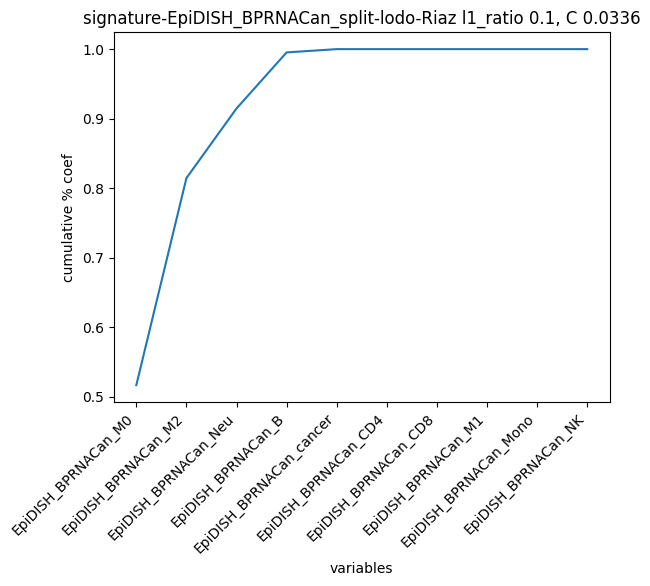 signature-EpiDISH_BPRNACan_split-lodo-Riaz l1_ratio 0.1, C 0.0336
cumulative % coef
1.0
0.9
0.8
0.7
0.6
0.5
EpiDISH_BPRNACan_M0
EpiDISH_BPRNACan_M2
EpiDISH_BPRNACan_Neu
EpiDISH_BPRNACan_B
EpiDISH_BPRNACan_cancer
EpiDISH_BPRNACan_CD4
EpiDISH_BPRNACan_CD8
EpiDISH_BPRNACan_M1
EpiDISH_BPRNACan_Mono
EpiDISH_BPRNACan_NK
variables